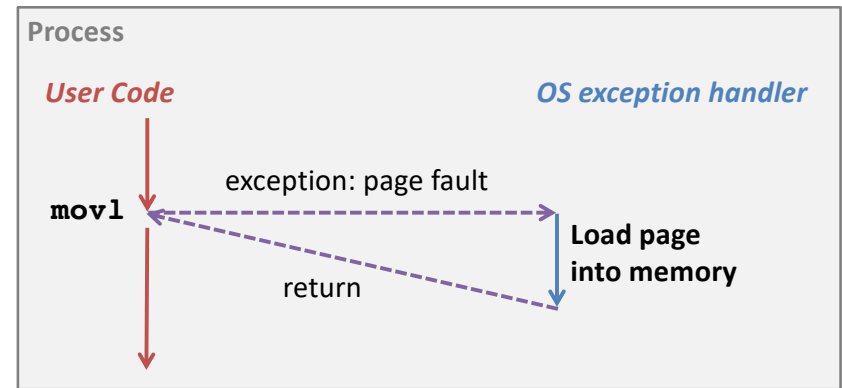 Process
User Code
OS exception handler
exception: page fault
movl
Load page
into memory
return